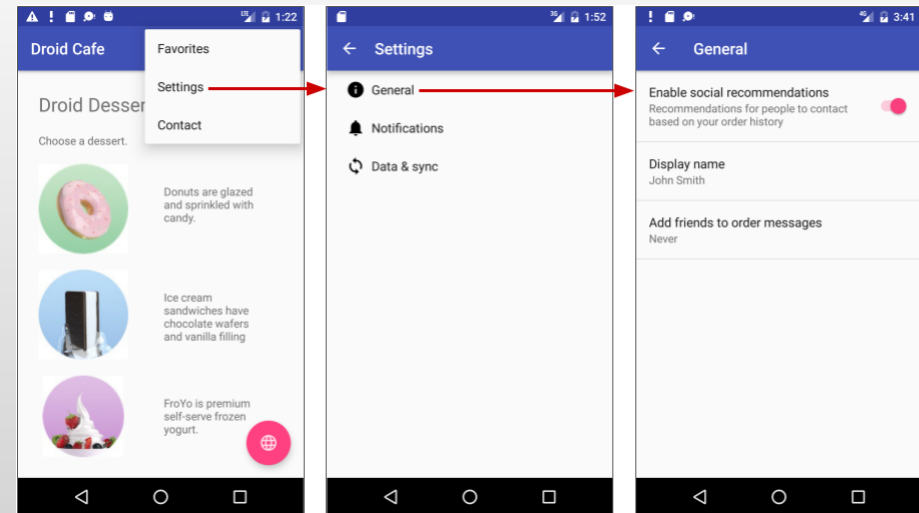 1:22
Droid Cafe
Favorites
Settings
Contact
Droid Desser
Choose a dessert.
Donuts are glazed
and sprinkled with
candy.
Ice cream
sandwiches have
chocolate wafers
and vanilla filling
FroYo is premium
self-serve frozen
yogurt.
3G 1:52
Settings
General
Notifications
Data & sync
4G 3:41
General
Enable social recommendations
Recommendations for people to contact
based on your order history
Display name
John Smith
Add friends to order messages
Never